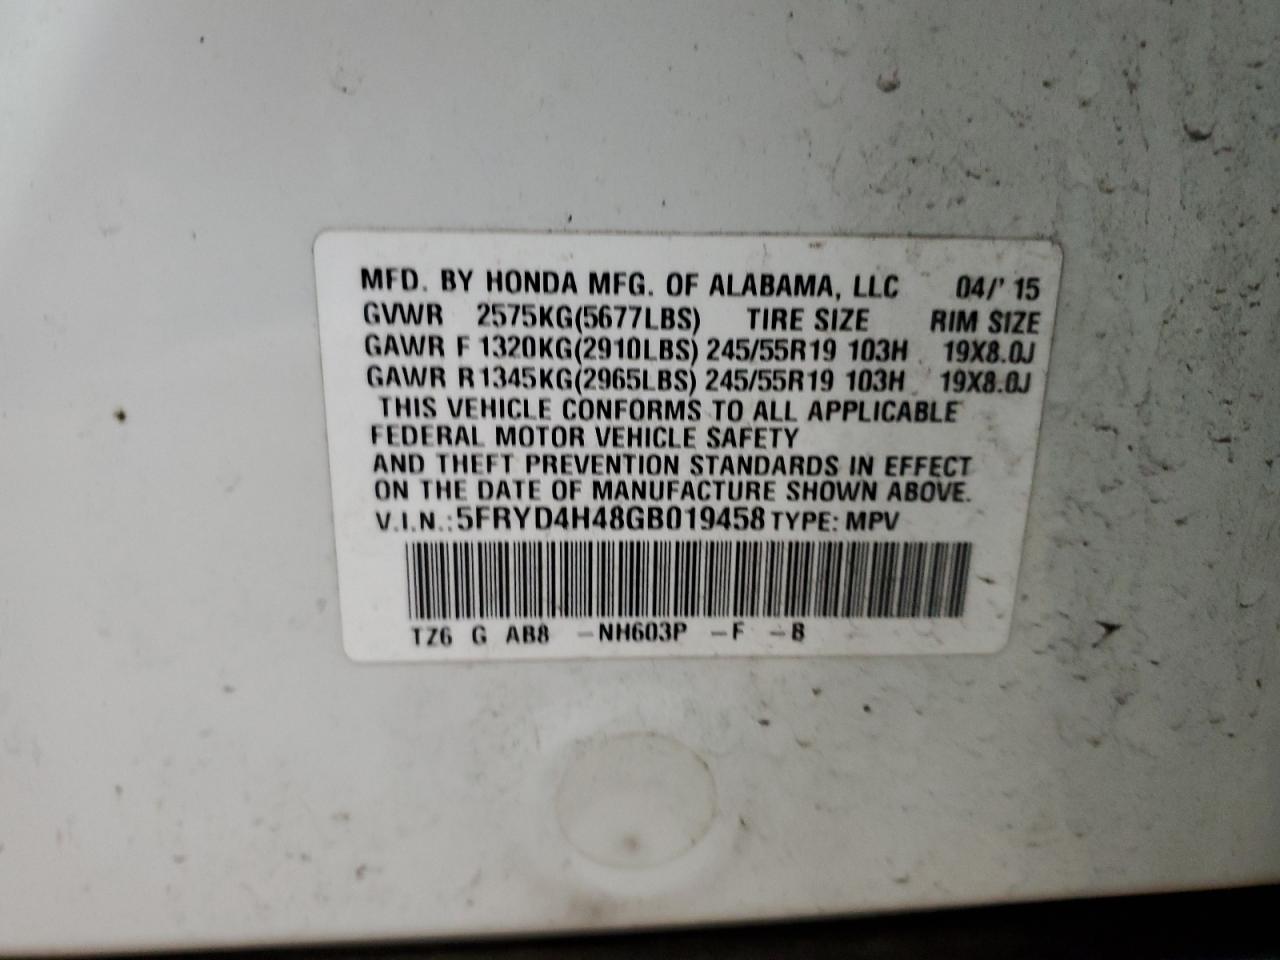 MFD. BY HONDA MFG. OF ALABAMA, LLC 04/'15
GVWR 2575KG(5677LBS) TIRE SIZE RIM SIZE
GAWR F 1320KG(2910LBS) 245/55R19 103H 19X8.0J
GAWR R 1345KG(2965LBS) 245/55R19 103H 19X8.0J
THIS VEHICLE CONFORMS TO ALL APPLICABLE
FEDERAL MOTOR VEHICLE SAFETY
AND THEFT PREVENTION STANDARDS IN EFFECT
ON THE DATE OF MANUFACTURE SHOWN ABOVE.
V.I.N.:5FRYD4H48GB019458 TYPE: MPV
TZ6 G AB8 -NH603P -F -8